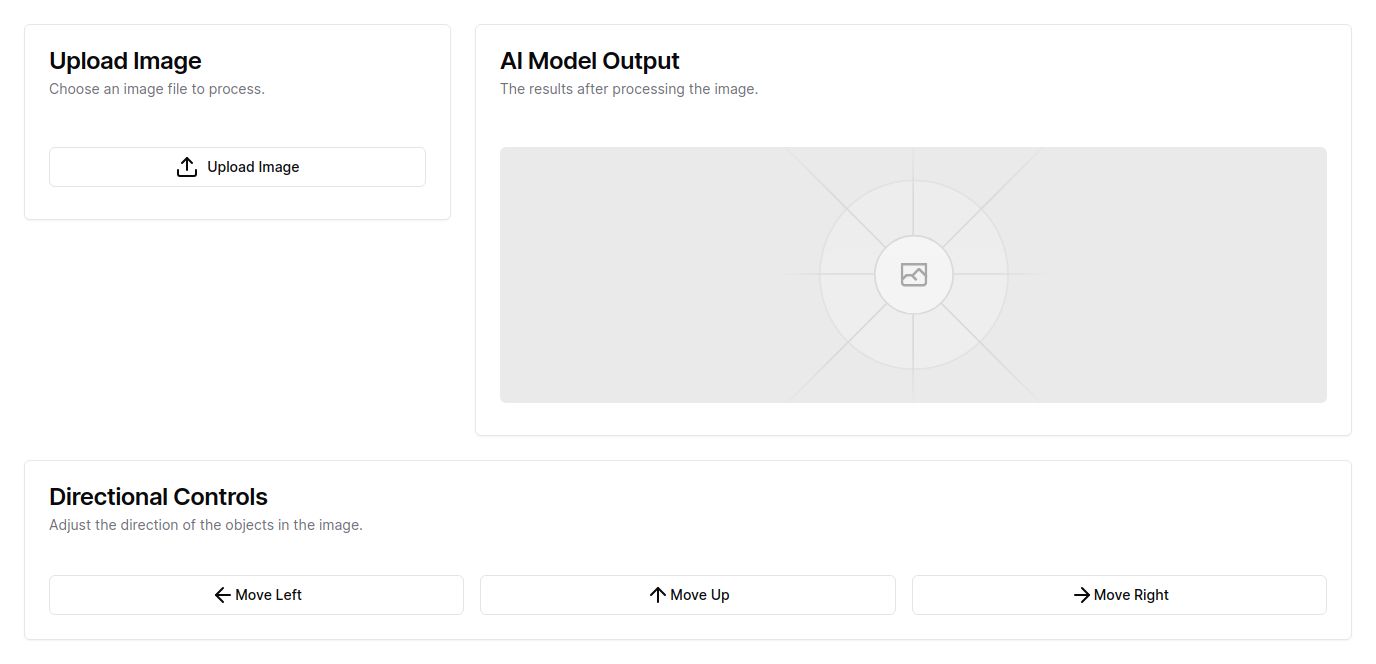 Upload Image
Choose an image file to process.
Upload Image
AI Model Output
The results after processing the image.
Directional Controls
Adjust the direction of the objects in the image.
Move Left
Move Up
Move Right